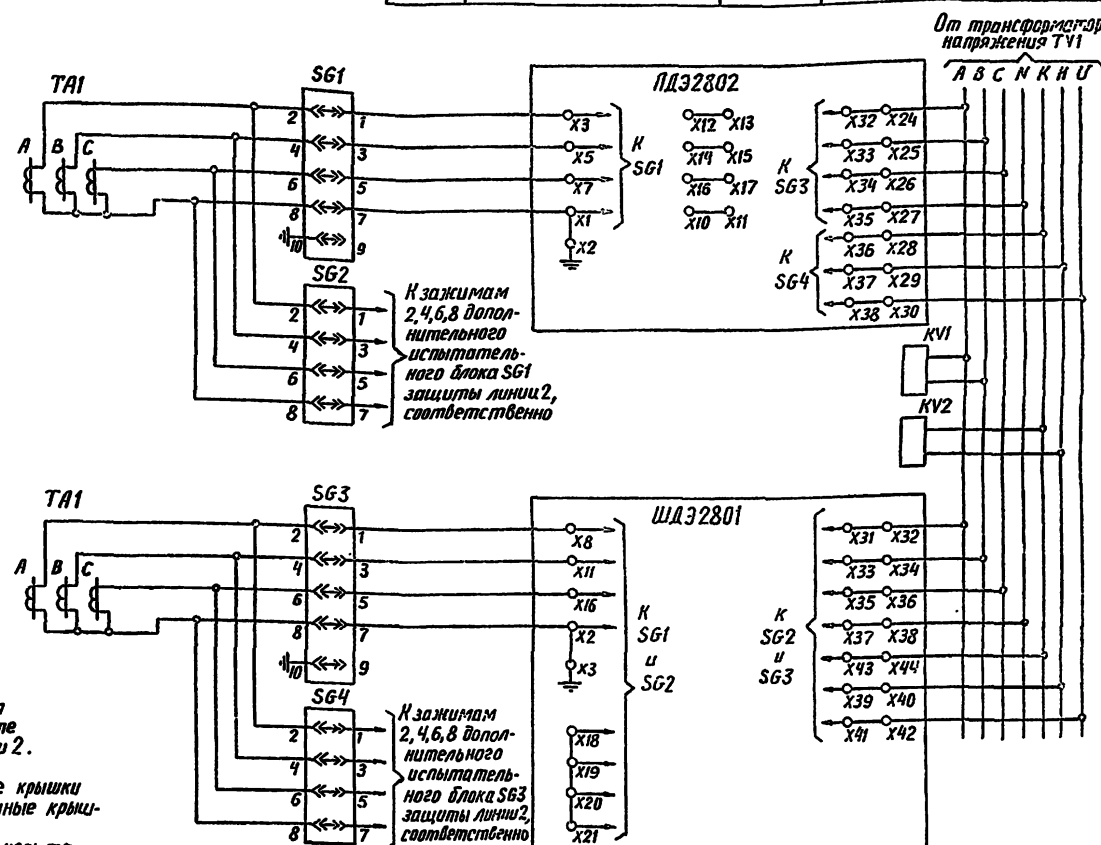 От трансформатор
напряжения TV1
A B C N K H U
TA1
A B C
SG1
2 1
4 3
6 5
8 7
10 9
SG2
2 1
4 3
6 5
8 7
К зажимам
2,4,6,8 допол-
нительного
испытатель-
ного блока SG1
защиты линии 2,
соответственно
ПДЭ2802
X3
X5
X7
X1
X2
К
SG1
X12 X13
X14 X15
X16 X17
X10 X11
К
SG3
К
SG4
X32 X24
X33 X25
X34 X26
X35 X27
X36 X28
X37 X29
X38 X30
KV1
KV2
TA1
A B C
SG3
2 1
4 3
6 5
8 7
10 9
SG4
2 1
4 3
6 5
8 7
К зажимам
2,4,6,8 допол-
нительного
испытатель-
ного блока SG3
защиты линии 2,
соответственно
ШДЭ2801
X8
X11
X16
X2
X3
X18
X19
X20
X21
К
SG1
и
SG2
К
SG2
и
SG3
X31 X32
X33 X34
X35 X36
X37 X38
X43 X44
X39 X40
X41 X42
и 2.
е крышки
ные крыш-